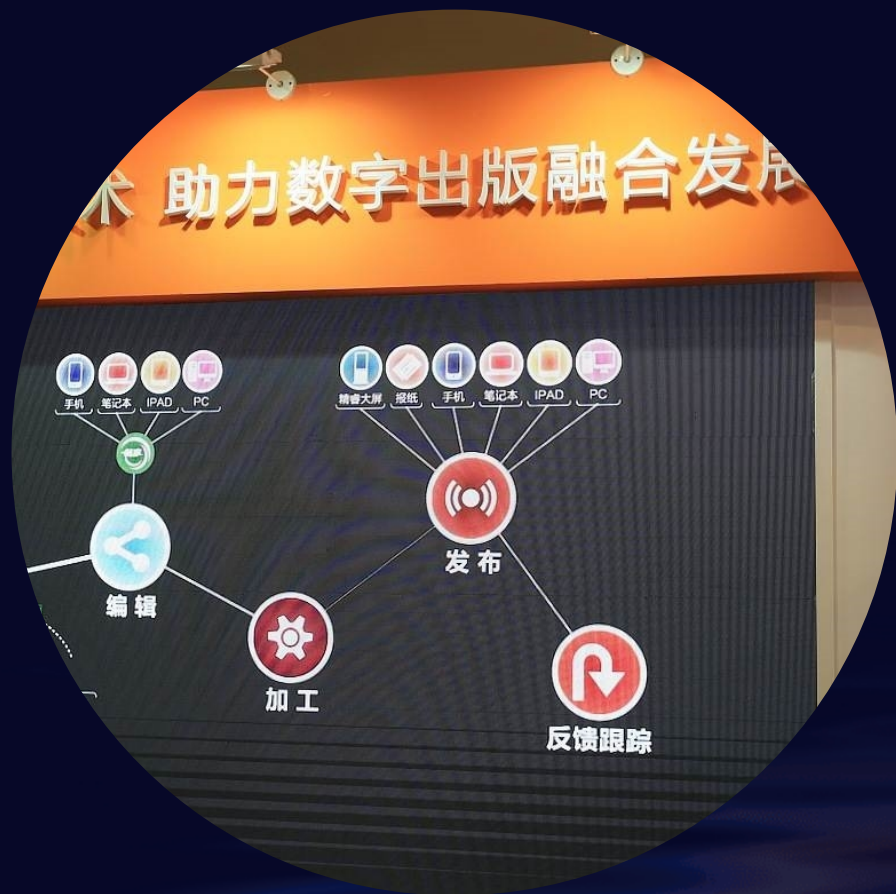 术 助力数字出版融合发展
手机 笔记本 IPAD PC
精睿大屏 报纸 手机 笔记本 IPAD PC
发布
编辑
加工
反馈跟踪